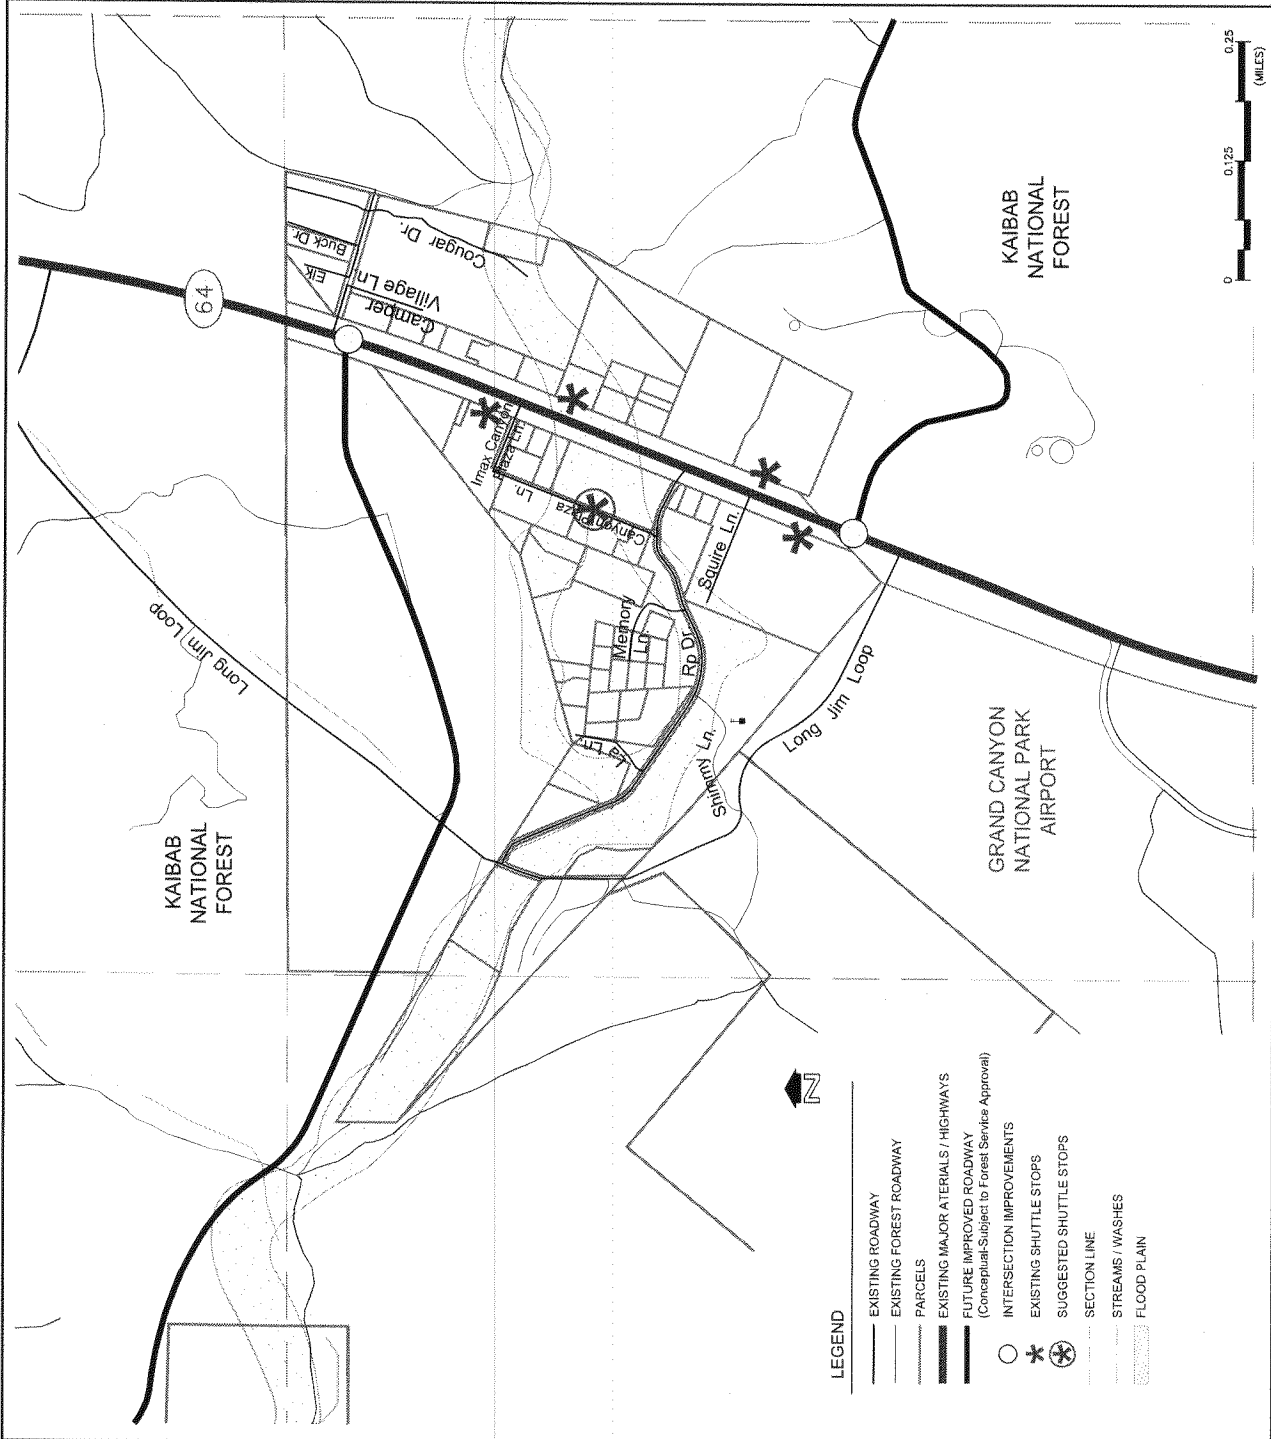 64
Buck Dr.
Elk
Village Ln.
Camper
Cougar Dr.
Imax Canyon
Plaza Ln.
Canyon Plaza Ln.
Squire Ln.
Memory
Ln.
Rp Dr.
La Ln.
Shimmy Ln.
Long Jim Loop
Long Jim Loop
KAIBAB
NATIONAL
FOREST
KAIBAB
NATIONAL
FOREST
GRAND CANYON
NATIONAL PARK
AIRPORT
0 0.125 0.25
(MILES)
N
LEGEND
EXISTING ROADWAY
EXISTING FOREST ROADWAY
PARCELS
EXISTING MAJOR ATERIALS / HIGHWAYS
FUTURE IMPROVED ROADWAY
(Conceptual-Subject to Forest Service Approval)
INTERSECTION IMPROVEMENTS
EXISTING SHUTTLE STOPS
SUGGESTED SHUTTLE STOPS
SECTION LINE
STREAMS / WASHES
FLOOD PLAIN